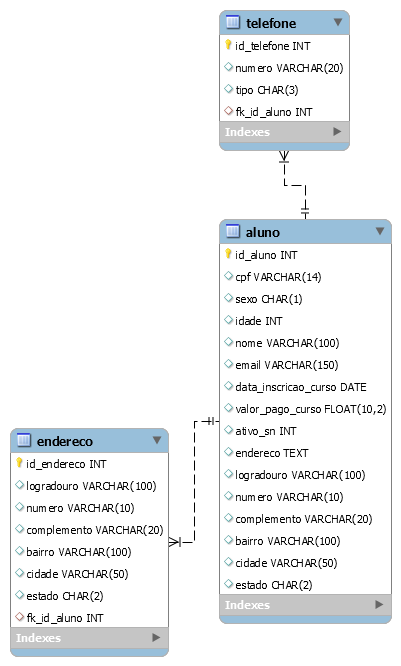 telefone
id_telefone INT
numero VARCHAR(20)
tipo CHAR(3)
fk_id_aluno INT
Indexes
aluno
id_aluno INT
cpf VARCHAR(14)
sexo CHAR(1)
idade INT
nome VARCHAR(100)
email VARCHAR(150)
data_inscricao_curso DATE
valor_pago_curso FLOAT(10,2)
ativo_sn INT
endereco TEXT
logradouro VARCHAR(100)
numero VARCHAR(10)
complemento VARCHAR(20)
bairro VARCHAR(100)
cidade VARCHAR(50)
estado CHAR(2)
Indexes
endereco
id_endereco INT
logradouro VARCHAR(100)
numero VARCHAR(10)
complemento VARCHAR(20)
bairro VARCHAR(100)
cidade VARCHAR(50)
estado CHAR(2)
fk_id_aluno INT
Indexes